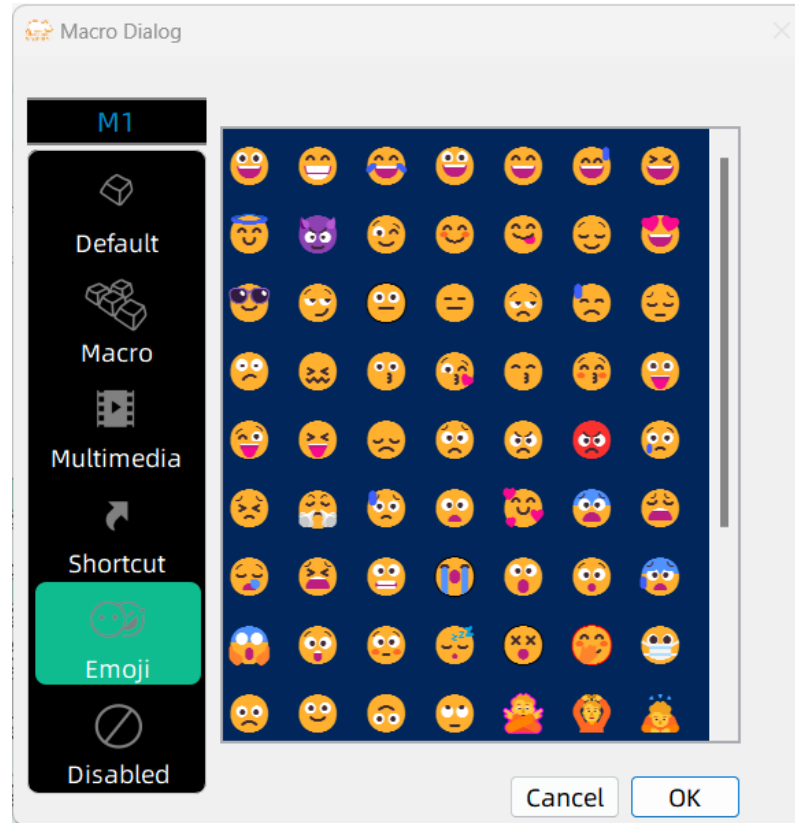 Macro Dialog
M1
Default
Macro
Multimedia
Shortcut
Emoji
Disabled
Cancel
OK